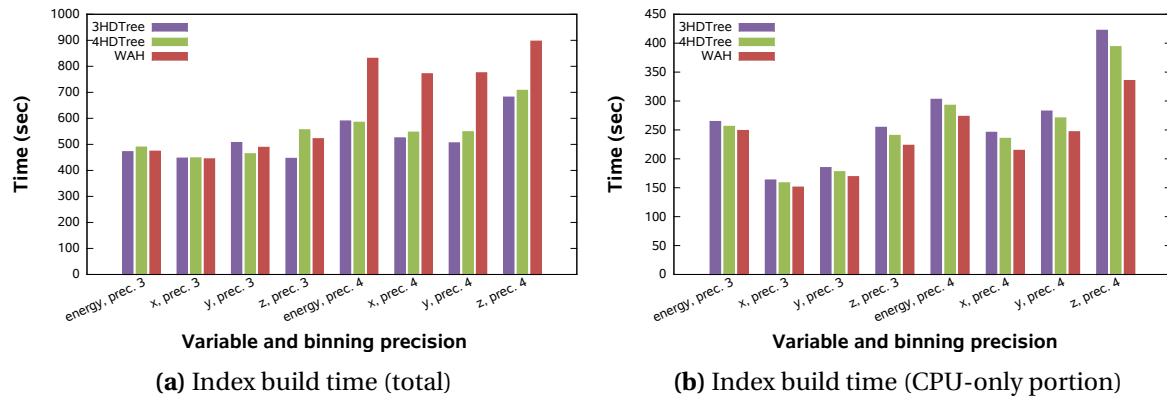 1000
900
800
700
600
500
400
300
200
100
0
Time (sec)
3HDTree
4HDTree
WAH
energy, prec. 3
x, prec. 3
y, prec. 3
z, prec. 3
energy, prec. 4
x, prec. 4
y, prec. 4
z, prec. 4
Variable and binning precision
(a) Index build time (total)
450
400
350
300
250
200
150
100
50
0
Time (sec)
3HDTree
4HDTree
WAH
energy, prec. 3
x, prec. 3
y, prec. 3
z, prec. 3
energy, prec. 4
x, prec. 4
y, prec. 4
z, prec. 4
Variable and binning precision
(b) Index build time (CPU-only portion)